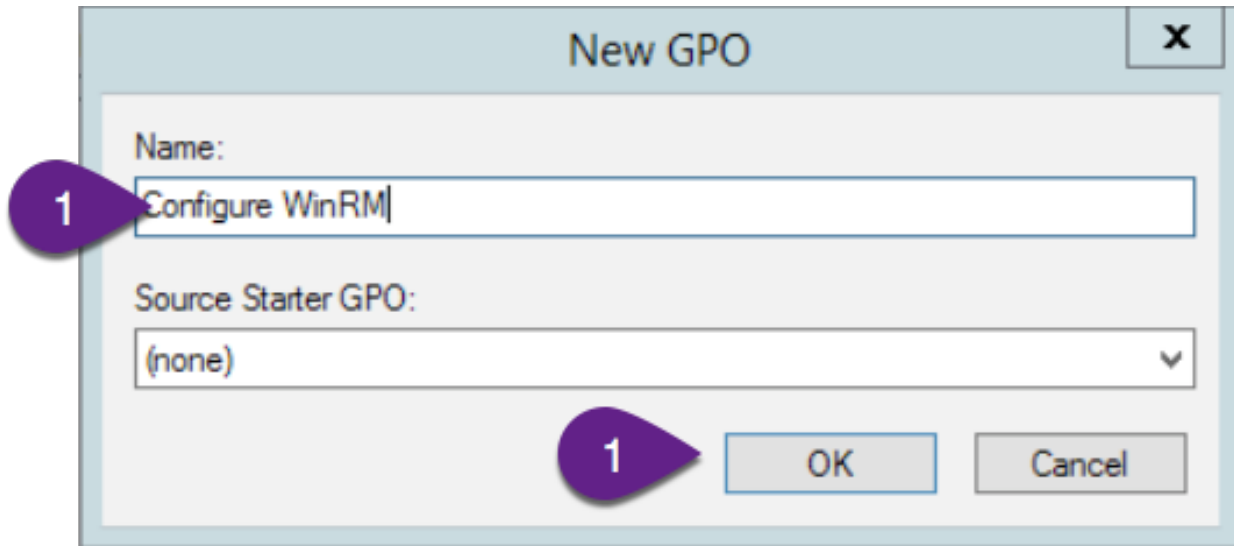 New GPO
x
Name:
1
Configure WinRM
Source Starter GPO:
(none)
1
OK
Cancel